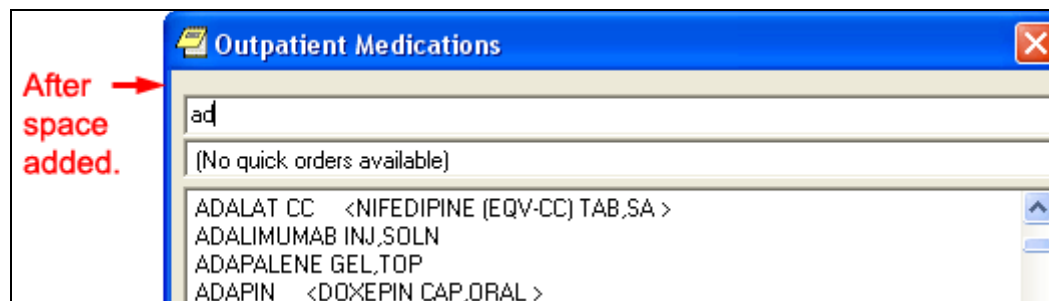 Outpatient Medications
After
space
added.
ad
(No quick orders available)
ADALAT CC <NIFEDIPINE (EQV-CC) TAB,SA >
ADALIMUMAB INJ,SOLN
ADAPALENE GEL,TOP
ADAPIN <DOXEPIN CAP,ORAL >